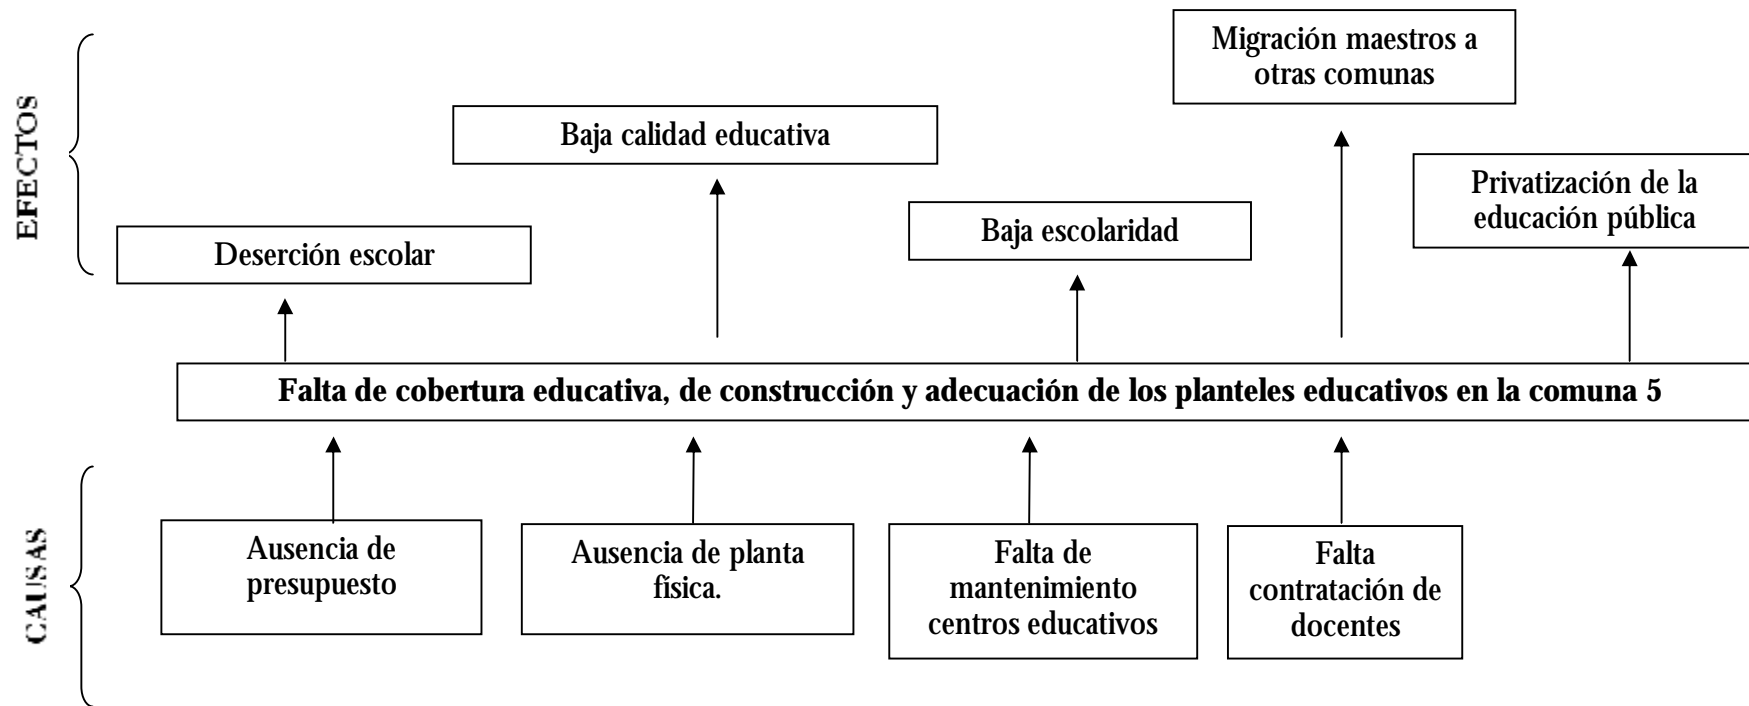 EFECTOS
Migración maestros a
otras comunas
Baja calidad educativa
Privatización de la
educación pública
Baja escolaridad
Deserción escolar
Falta de cobertura educativa, de construcción y adecuación de los planteles educativos en la comuna 5
CAUSAS
Ausencia de
presupuesto
Ausencia de planta
física.
Falta de
mantenimiento
centros educativos
Falta
contratación de
docentes